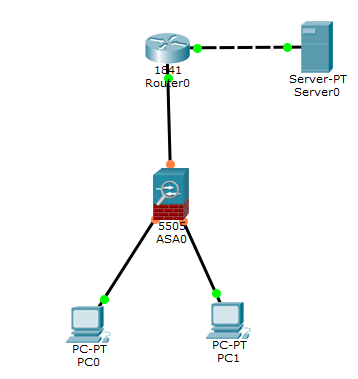 1841
Router0
Server-PT
Server0
5505
ASA0
PC-PT
PC0
PC-PT
PC1